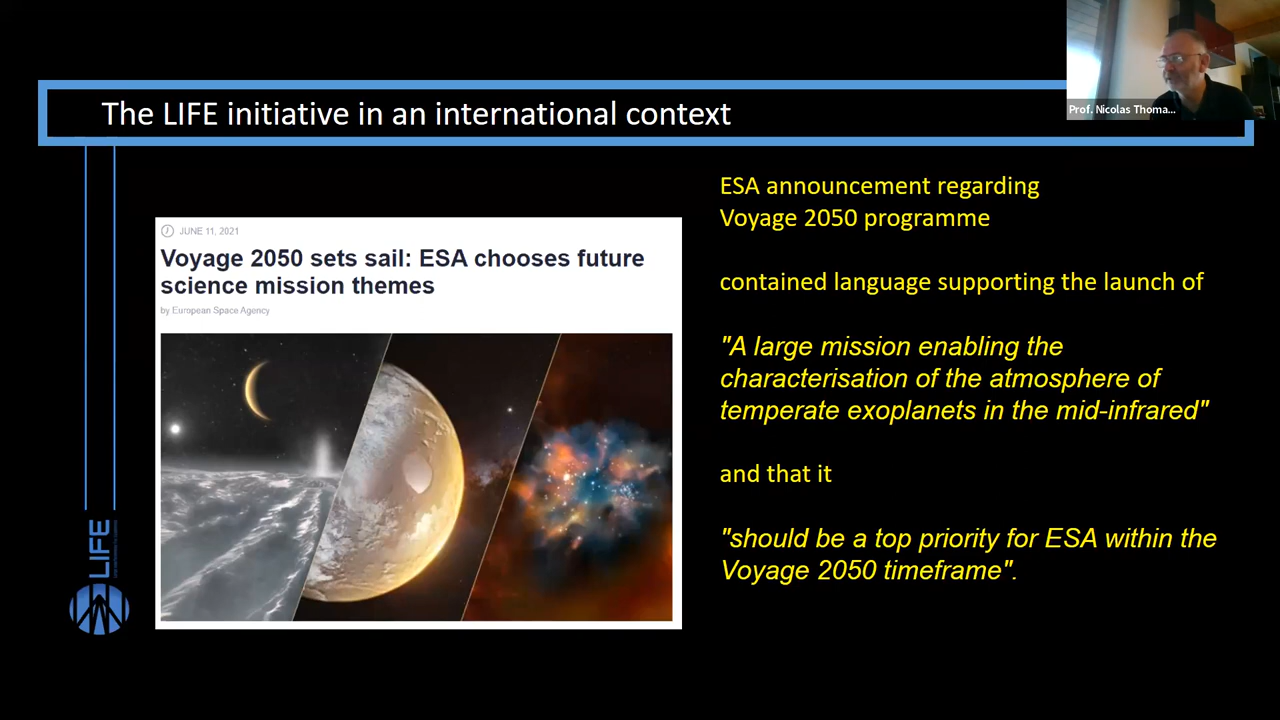 Prof. Nicolas Thoma...
The LIFE initiative in an international context
JUNE 11, 2021
Voyage 2050 sets sail: ESA chooses future
science mission themes
by European Space Agency
ESA announcement regarding
Voyage 2050 programme
contained language supporting the launch of
"A large mission enabling the
characterisation of the atmosphere of
temperate exoplanets in the mid-infrared"
and that it
"should be a top priority for ESA within the
Voyage 2050 timeframe".
LIFE